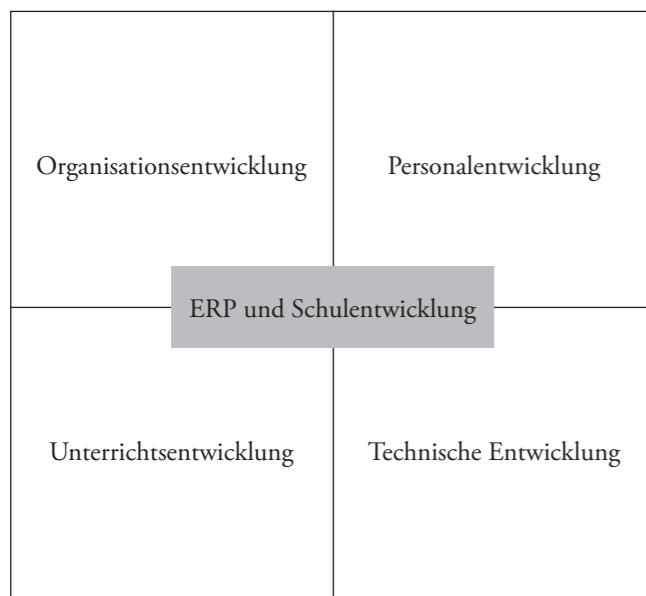 Organisationsentwicklung
Personalentwicklung
ERP und Schulentwicklung
Unterrichtsentwicklung
Technische Entwicklung